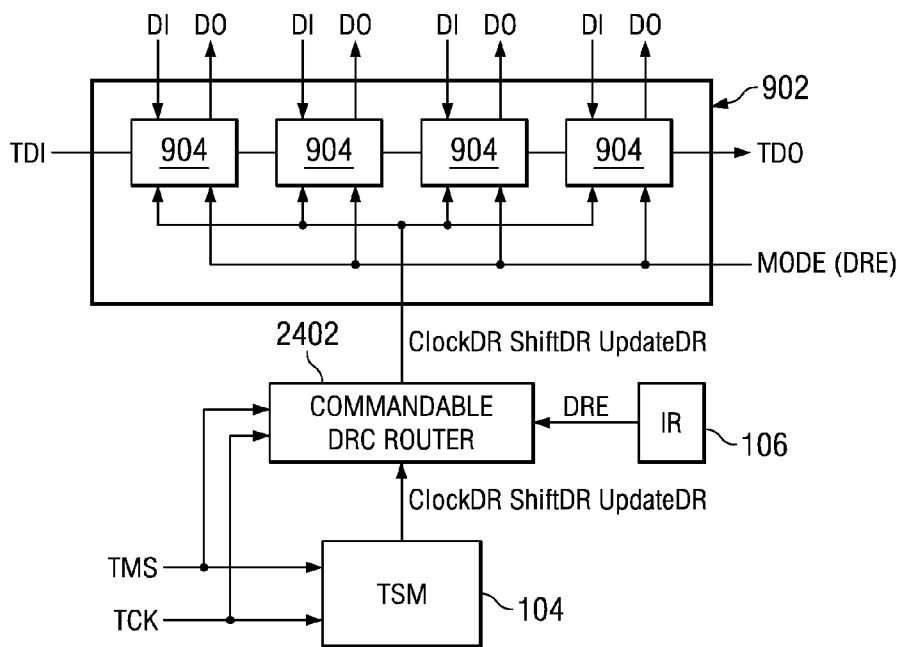 DI DO DI DO DI DO DI DO
902
TDI 904 904 904 904 TDO
MODE (DRE)
2402 ClockDR ShiftDR UpdateDR
COMMANDABLE
DRC ROUTER
DRE
IR
106
ClockDR ShiftDR UpdateDR
TMS
TSM
104
TCK